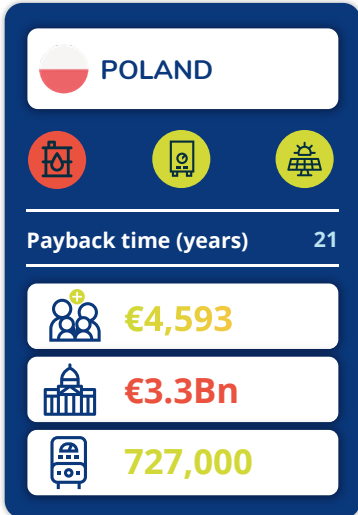 POLAND
Payback time (years) 21
€4,593
€3.3Bn
727,000